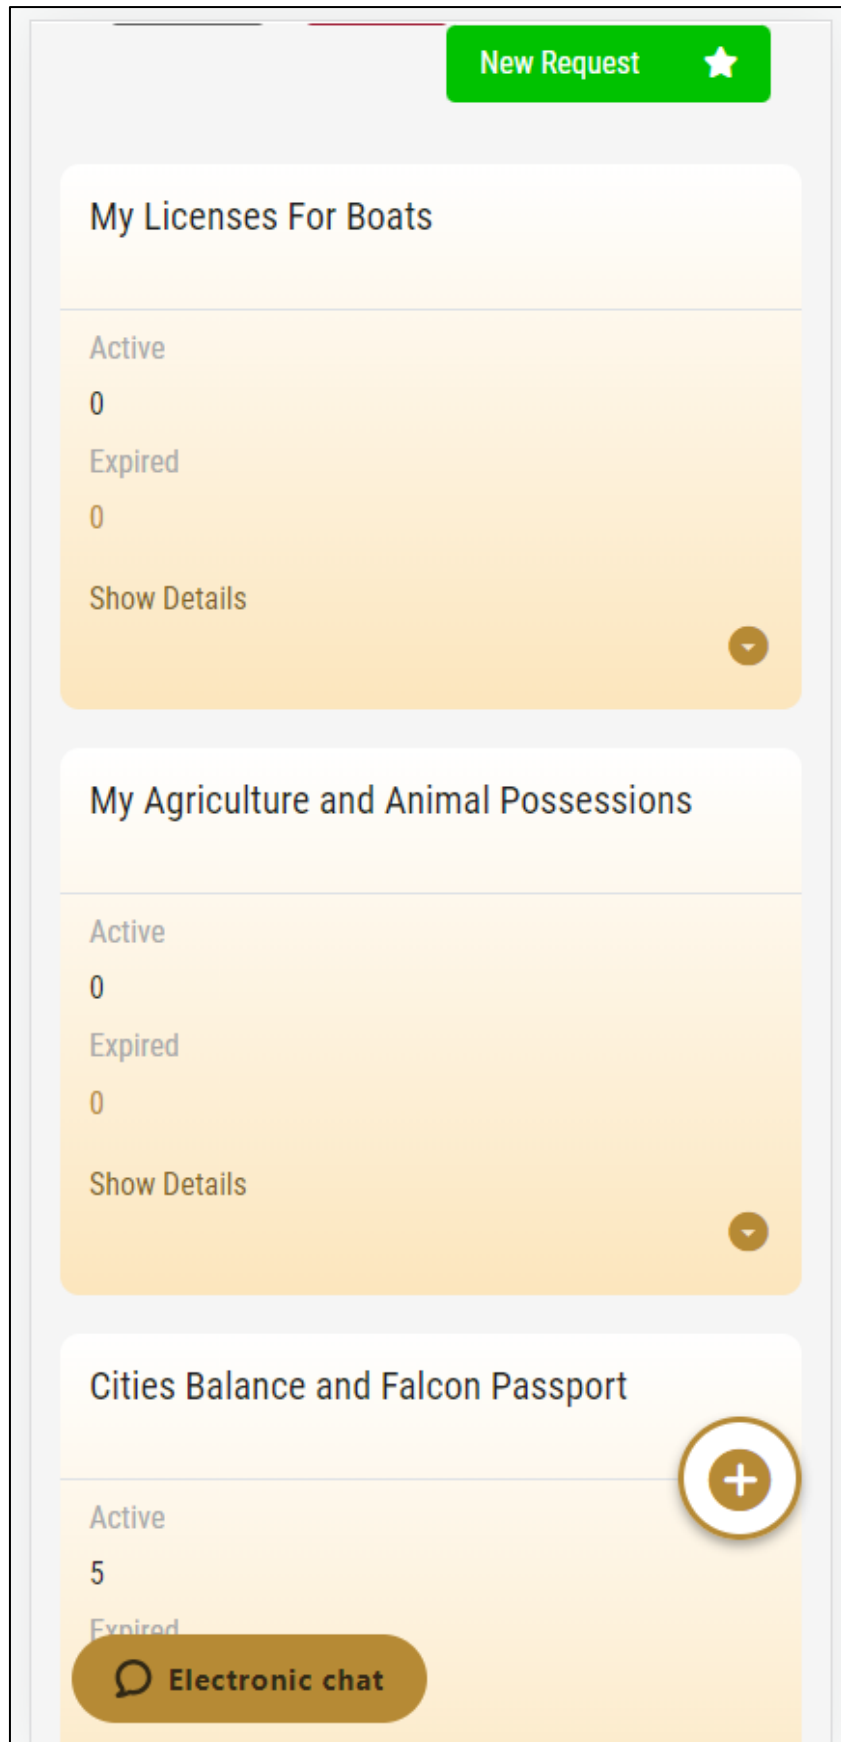 New Request
My Licenses For Boats
Active
0
Expired
0
Show Details
My Agriculture and Animal Possessions
Active
0
Expired
0
Show Details
Cities Balance and Falcon Passport
Active
5
Expired
Electronic chat